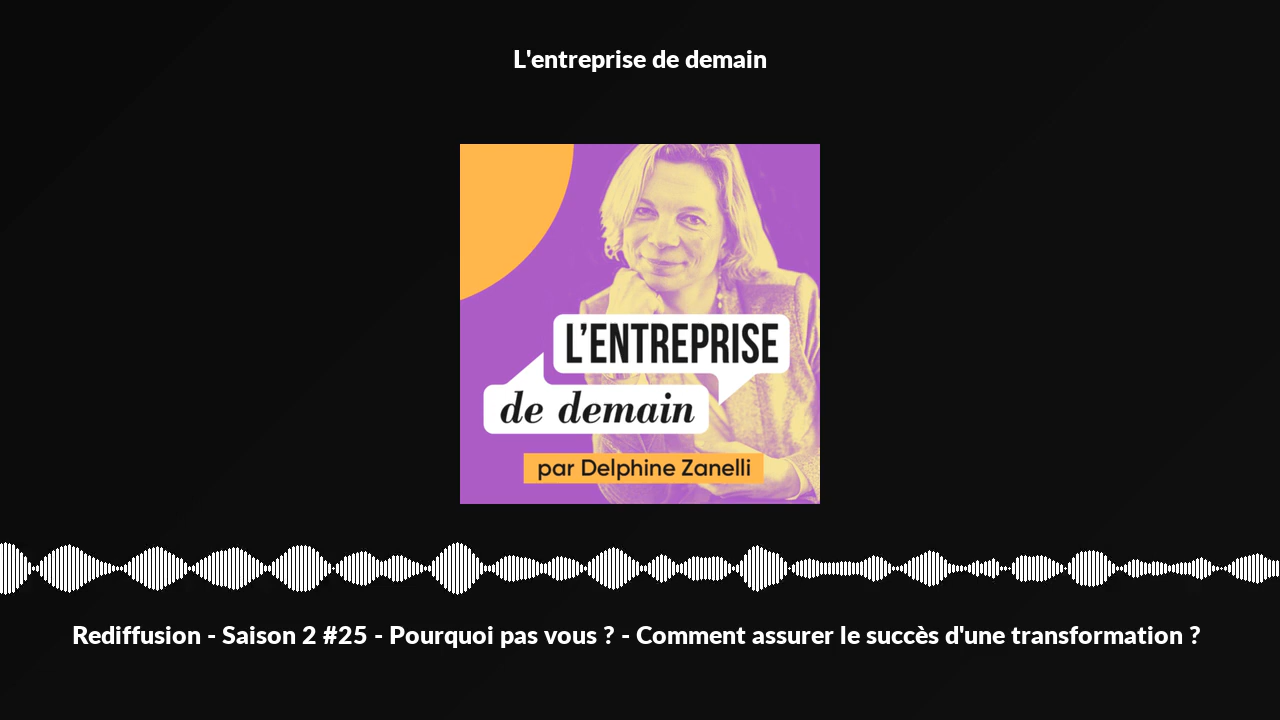 L'entreprise de demain
L'ENTREPRISE
de demain
par Delphine Zanelli
Rediffusion - Saison 2 #25 - Pourquoi pas vous ? - Comment assurer le succès d'une transformation ?